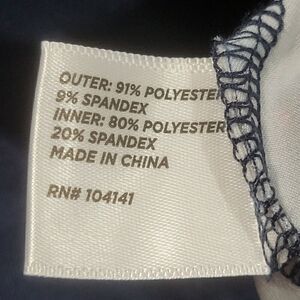 OUTER: 91% POLYESTER
9% SPANDEX
INNER: 80% POLYESTER
20% SPANDEX
MADE IN CHINA
RN# 104141